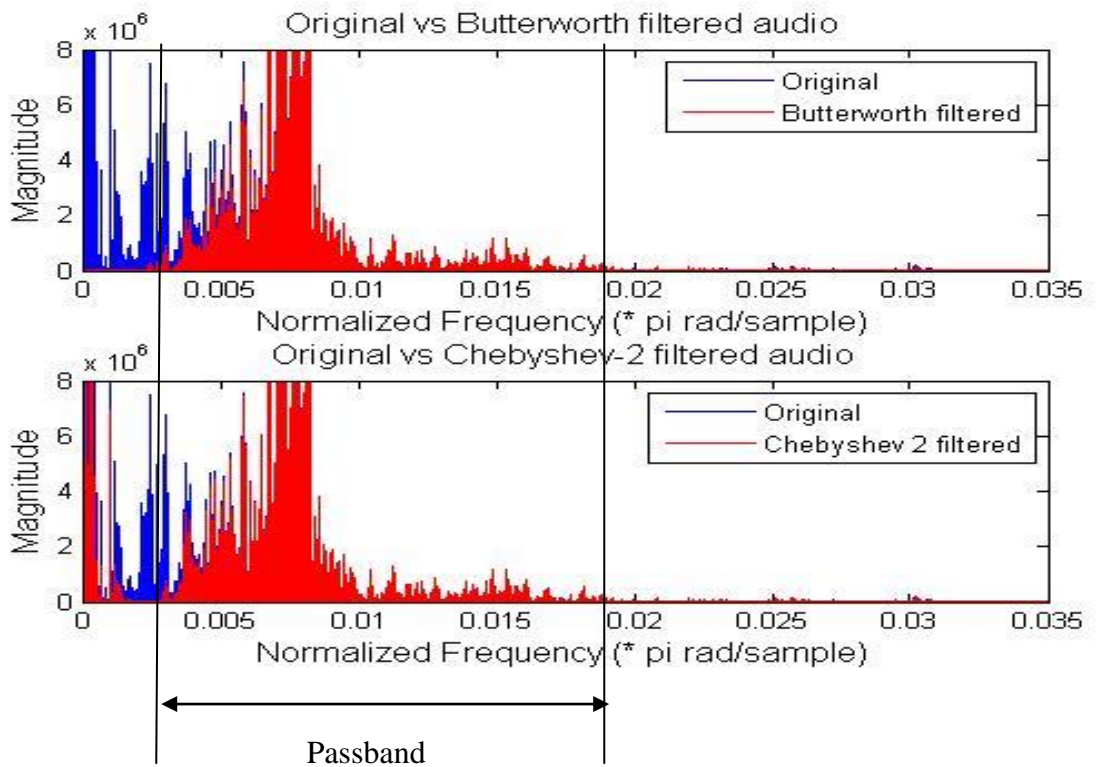 Original vs Butterworth filtered audio
x 10^6
8
6
4
2
0
Magnitude
Original
Butterworth filtered
0 0.005 0.01 0.015 0.02 0.025 0.03 0.035
Normalized Frequency (* pi rad/sample)
Original vs Chebyshev-2 filtered audio
x 10^6
8
6
4
2
0
Magnitude
Original
Chebyshev 2 filtered
0 0.005 0.01 0.015 0.02 0.025 0.03 0.035
Normalized Frequency (* pi rad/sample)
Passband